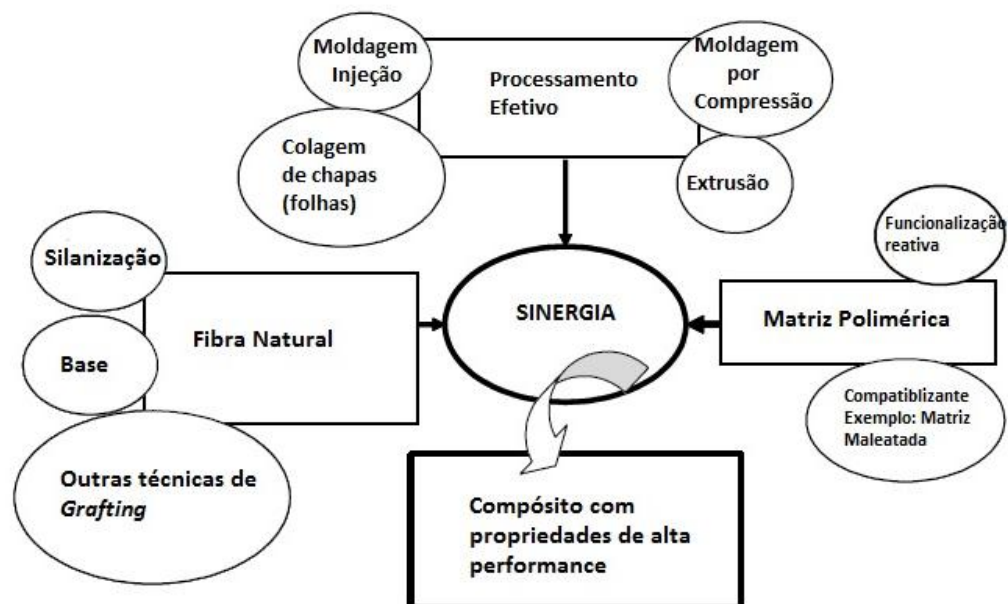 Moldagem
Injeção
Processamento
Efetivo
Moldagem
por
Compressão
Colagem
de chapas
(folhas)
Extrusão
Funcionalização
reativa
Silanização
Fibra Natural
Base
Outras técnicas de
Grafting
SINERGIA
Matriz Polimérica
Compatiblizante
Exemplo: Matriz
Maleatada
Compósito com
propriedades de alta
performance